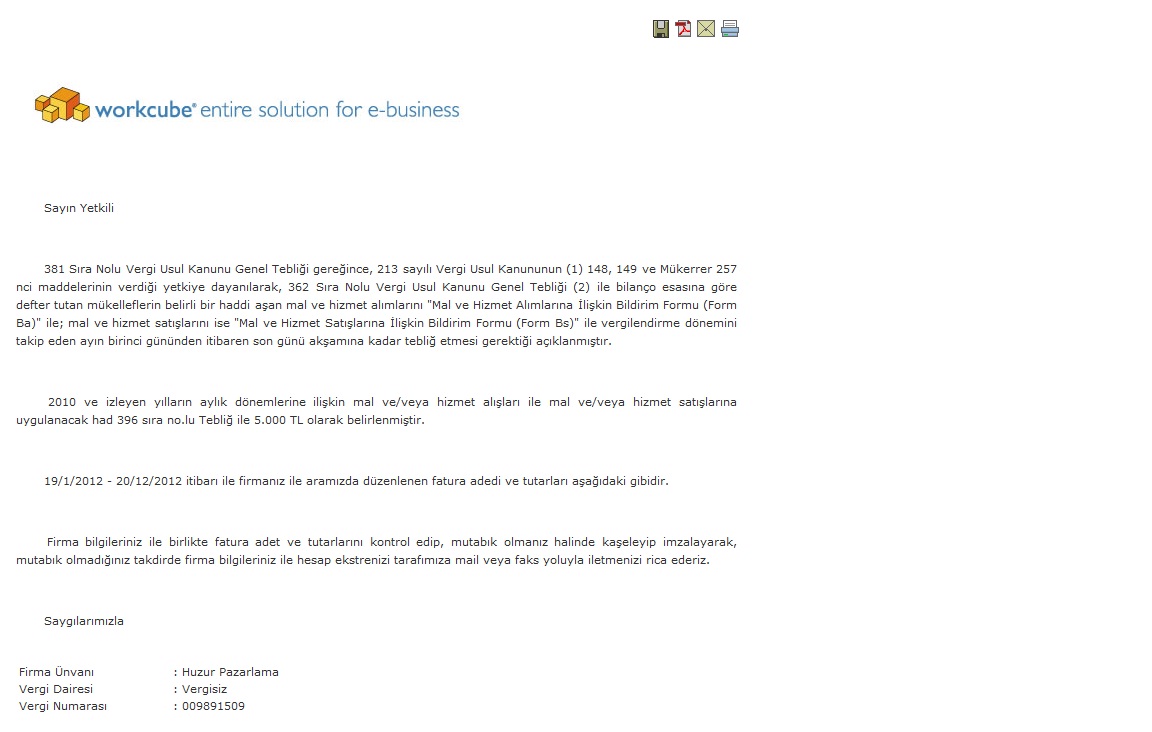 workcube® entire solution for e-business
Sayın Yetkili
381 Sıra Nolu Vergi Usul Kanunu Genel Tebliği gereğince, 213 sayılı Vergi Usul Kanununun (1) 148, 149 ve Mükerrer 257
nci maddelerinin verdiği yetkiye dayanılarak, 362 Sıra Nolu Vergi Usul Kanunu Genel Tebliği (2) ile bilanço esasına göre
defter tutan mükelleflerin belirli bir haddi aşan mal ve hizmet alımlarını "Mal ve Hizmet Alımlarına İlişkin Bildirim Formu (Form
Ba)" ile; mal ve hizmet satışlarını ise "Mal ve Hizmet Satışlarına İlişkin Bildirim Formu (Form Bs)" ile vergilendirme dönemini
takip eden ayın birinci gününden itibaren son günü akşamına kadar tebliğ etmesi gerektiği açıklanmıştır.
2010 ve izleyen yılların aylık dönemlerine ilişkin mal ve/veya hizmet alışları ile mal ve/veya hizmet satışlarına
uygulanacak had 396 sıra no.lu Tebliğ ile 5.000 TL olarak belirlenmiştir.
19/1/2012 - 20/12/2012 itibarı ile firmanız ile aramızda düzenlenen fatura adedi ve tutarları aşağıdaki gibidir.
Firma bilgileriniz ile birlikte fatura adet ve tutarlarını kontrol edip, mutabık olmanız halinde kaşeleyip imzalayarak,
mutabık olmadığınız takdirde firma bilgileriniz ile hesap ekstrenizi tarafımıza mail veya faks yoluyla iletmenizi rica ederiz.
Saygılarımızla
Firma Ünvanı : Huzur Pazarlama
Vergi Dairesi : Vergisiz
Vergi Numarası : 009891509